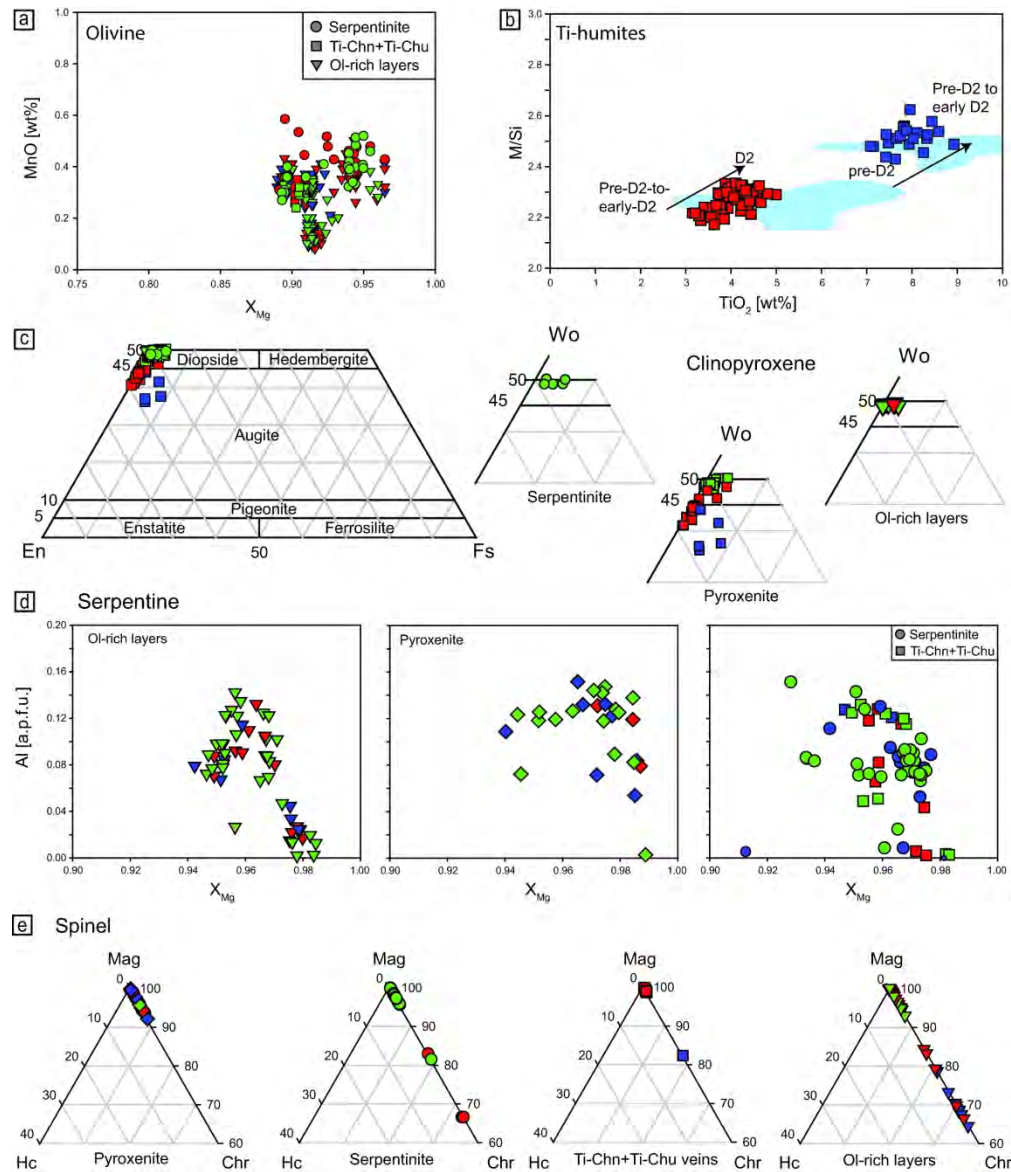 a
Olivine
Serpentinite
Ti-Chn+Ti-Chu
Ol-rich layers
MnO [wt%]
1.0
0.8
0.6
0.4
0.2
0.0
0.75
0.80
0.85
0.90
0.95
1.00
X_Mg
b
Ti-humites
M/Si
3.0
2.8
2.6
2.4
2.2
2.0
Pre-D2 to
early D2
pre-D2
D2
Pre-D2-to-
early-D2
0 1 2 3 4 5 6 7 8 9 10
TiO2 [wt%]
c
50
45
Diopside
Hedembergite
Augite
10
5
Pigeonite
Enstatite
Ferrosilite
En
50
Fs
Wo
50
45
Serpentinite
Clinopyroxene
Wo
50
45
Pyroxenite
Wo
50
45
Ol-rich layers
d
Serpentine
Al [a.p.f.u.]
0.20
0.16
0.12
0.08
0.04
0.00
Ol-rich layers
0.90 0.92 0.94 0.96 0.98 1.00
X_Mg
Pyroxenite
0.90 0.92 0.94 0.96 0.98 1.00
X_Mg
Serpentinite
Ti-Chn+Ti-Chu
0.90 0.92 0.94 0.96 0.98 1.00
X_Mg
e
Spinel
Mag
0 100
10 90
20 80
30 70
40 60
Hc Chr
Pyroxenite
Mag
0 100
10 90
20 80
30 70
40 60
Hc Chr
Serpentinite
Mag
0 100
10 90
20 80
30 70
40 60
Hc Chr
Ti-Chn+Ti-Chu veins
Mag
0 100
10 90
20 80
30 70
40 60
Hc Chr
Ol-rich layers